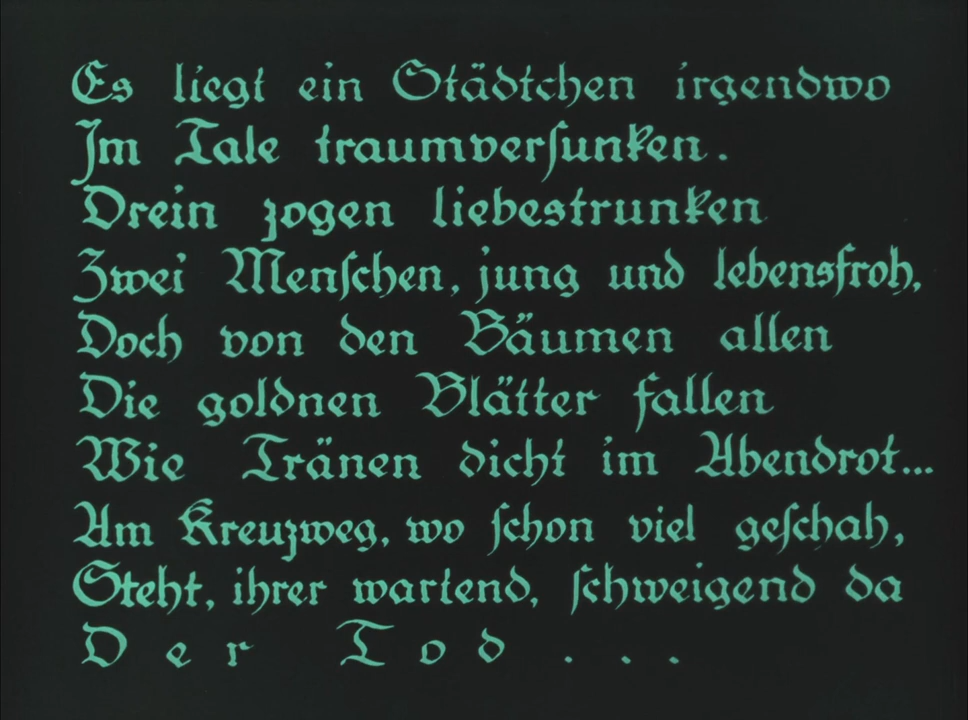 Es liegt ein Städtchen irgendwo
Im Tale traumverſunken.
Drein zogen liebestrunken
Zwei Menſchen, jung und lebensfroh,
Doch von den Bäumen allen
Die goldnen Blätter fallen
Wie Tränen dicht im Abendrot...
Am Kreuzweg, wo ſchon viel geſchah,
Steht, ihrer wartend, ſchweigend da
Der Tod ...